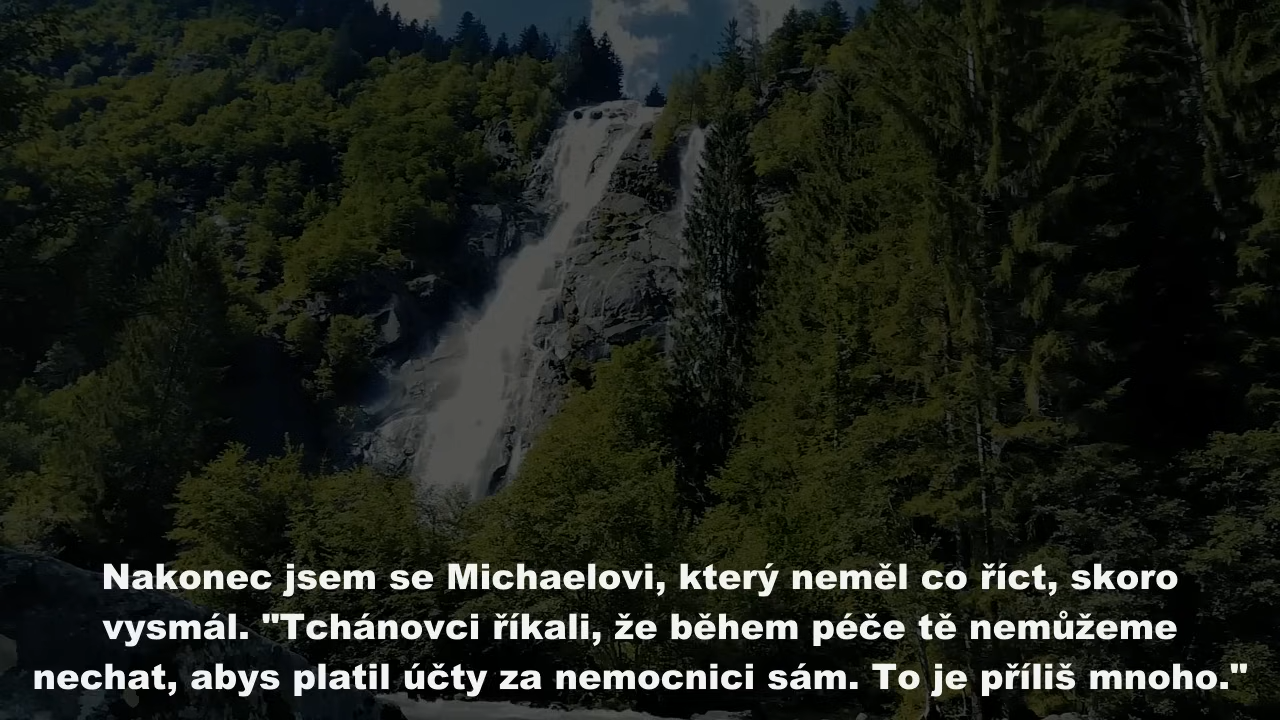 Nakonec jsem se Michaelovi, který neměl co říct, skoro
vysmál. "Tchánovci říkali, že během péče tě nemůžeme
nechat, abys platil účty za nemocnici sám. To je příliš mnoho."